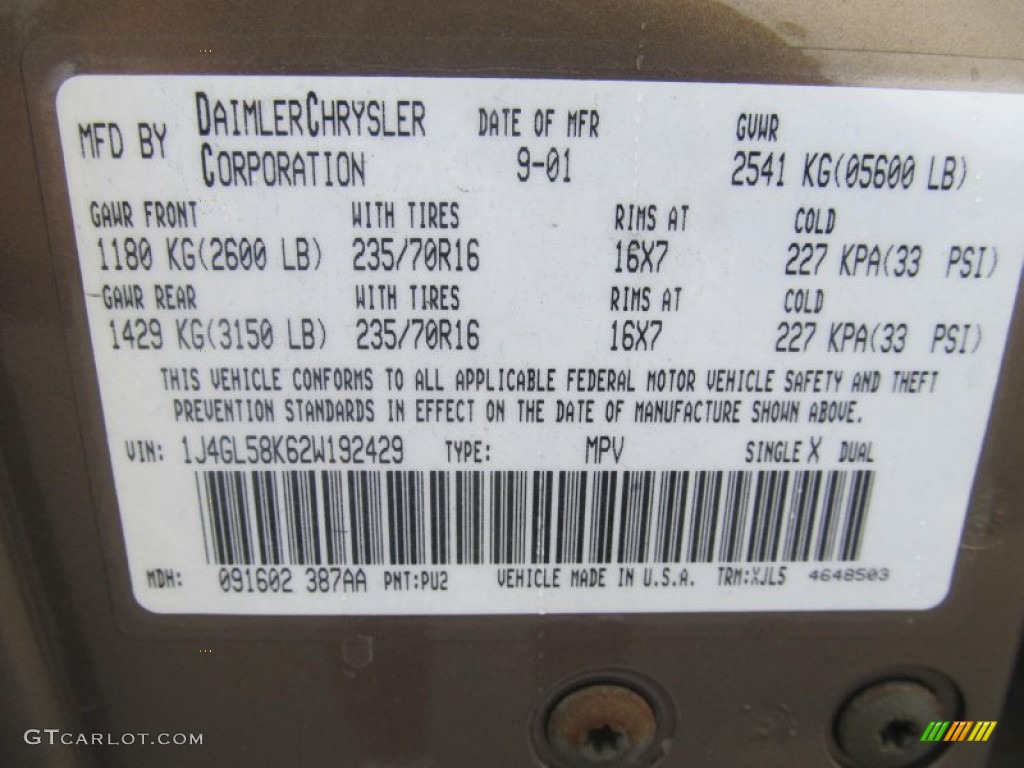 MFD BY DAIMLERCHRYSLER CORPORATION DATE OF MFR 9-01 GVWR 2541 KG(05600 LB)
GAWR FRONT WITH TIRES RIMS AT COLD
1180 KG(2600 LB) 235/70R16 16X7 227 KPA(33 PSI)
GAWR REAR WITH TIRES RIMS AT COLD
1429 KG(3150 LB) 235/70R16 16X7 227 KPA(33 PSI)
THIS VEHICLE CONFORMS TO ALL APPLICABLE FEDERAL MOTOR VEHICLE SAFETY AND THEFT
PREVENTION STANDARDS IN EFFECT ON THE DATE OF MANUFACTURE SHOWN ABOVE.
VIN: 1J4GL58K62W192429 TYPE: MPV SINGLE X DUAL
MDH: 091602 387AA PNT:PU2 VEHICLE MADE IN U.S.A. TRM:XJL5 4648503
GTCARLOT.COM